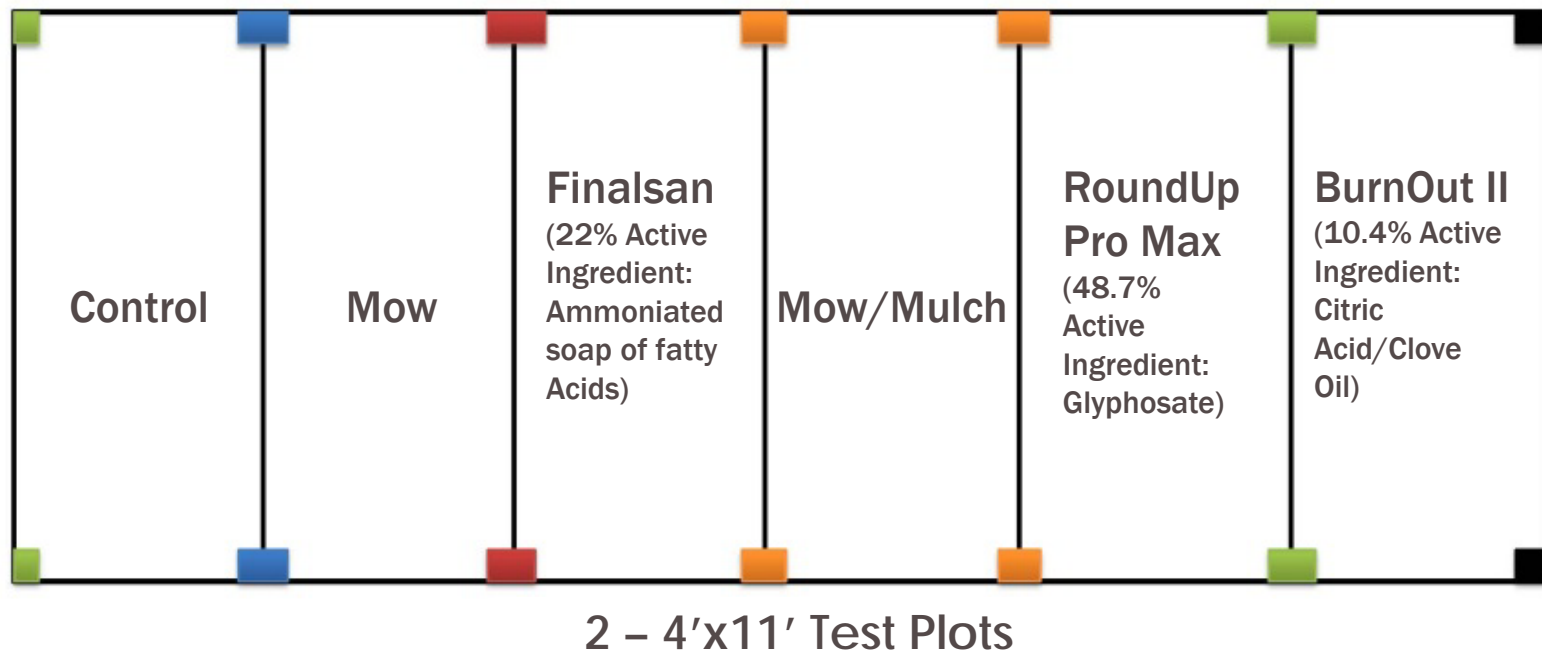 Control
Mow
Finalsan
(22% Active
Ingredient:
Ammoniated
soap of fatty
Acids)
Mow/Mulch
RoundUp
Pro Max
(48.7%
Active
Ingredient:
Glyphosate)
BurnOut II
(10.4% Active
Ingredient:
Citric
Acid/Clove
Oil)
2 – 4’x11’ Test Plots